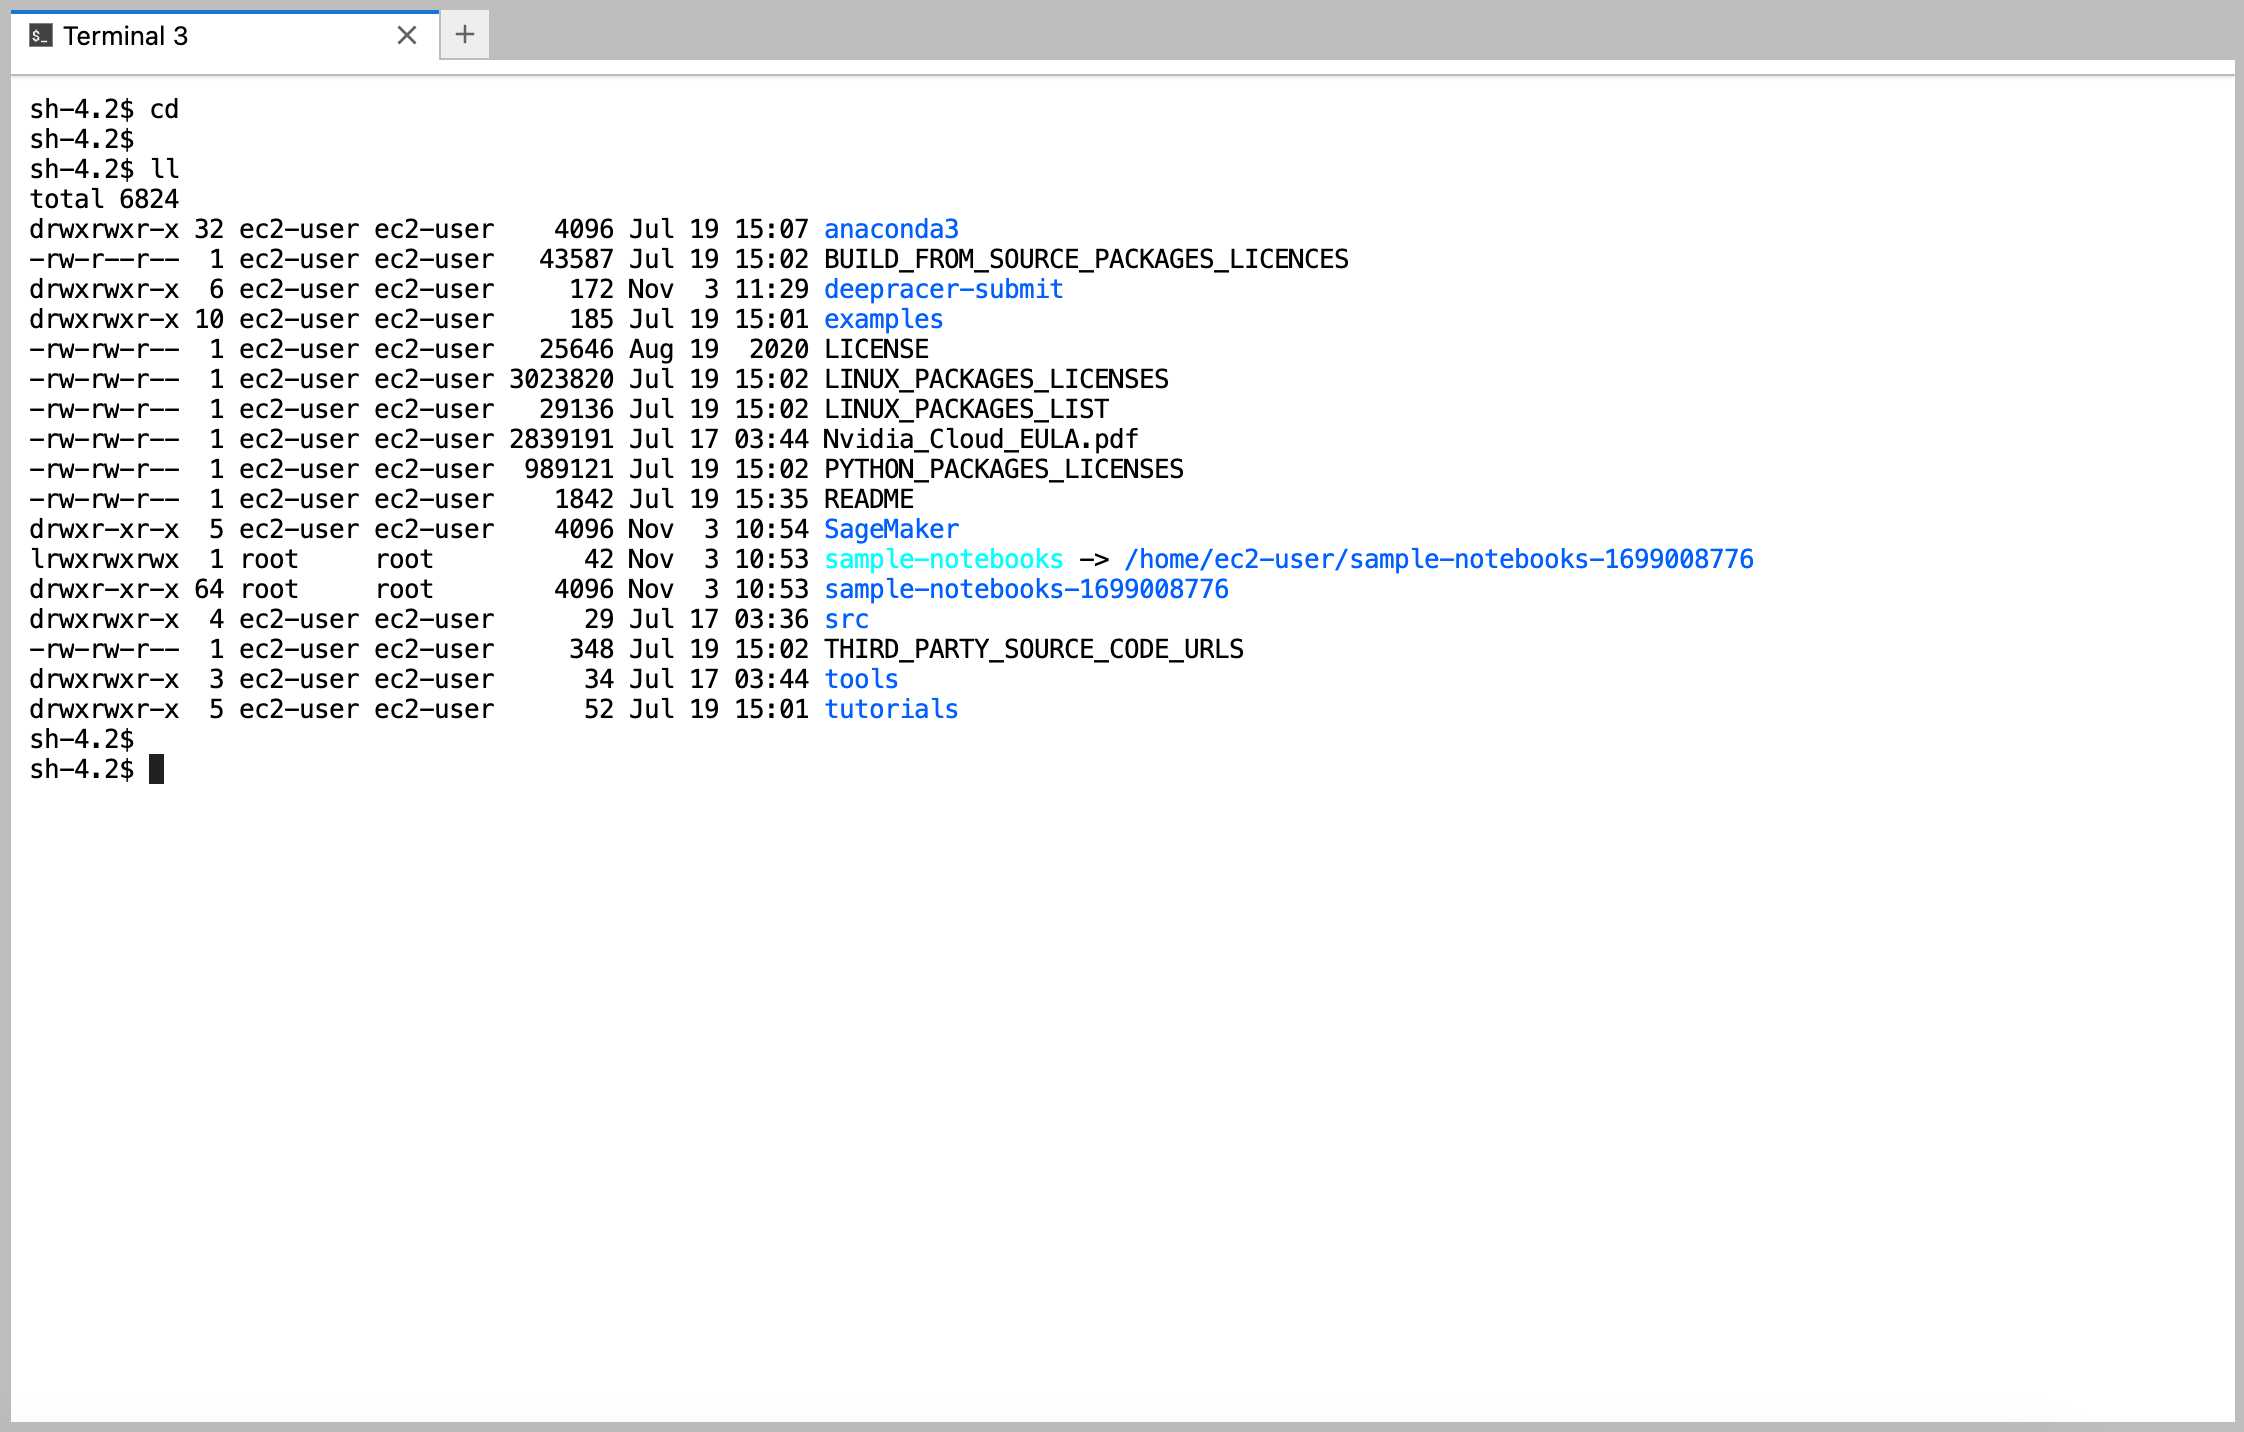 $_ Terminal 3
sh-4.2$ cd
sh-4.2$
sh-4.2$ ll
total 6824
drwxrwxr-x 32 ec2-user ec2-user    4096 Jul 19 15:07 anaconda3
-rw-r--r--  1 ec2-user ec2-user   43587 Jul 19 15:02 BUILD_FROM_SOURCE_PACKAGES_LICENCES
drwxrwxr-x  6 ec2-user ec2-user     172 Nov  3 11:29 deepracer-submit
drwxrwxr-x 10 ec2-user ec2-user     185 Jul 19 15:01 examples
-rw-rw-r--  1 ec2-user ec2-user   25646 Aug 19  2020 LICENSE
-rw-rw-r--  1 ec2-user ec2-user 3023820 Jul 19 15:02 LINUX_PACKAGES_LICENSES
-rw-rw-r--  1 ec2-user ec2-user   29136 Jul 19 15:02 LINUX_PACKAGES_LIST
-rw-rw-r--  1 ec2-user ec2-user 2839191 Jul 17 03:44 Nvidia_Cloud_EULA.pdf
-rw-rw-r--  1 ec2-user ec2-user  989121 Jul 19 15:02 PYTHON_PACKAGES_LICENSES
-rw-rw-r--  1 ec2-user ec2-user    1842 Jul 19 15:35 README
drwxr-xr-x  5 ec2-user ec2-user    4096 Nov  3 10:54 SageMaker
lrwxrwxrwx  1 root     root          42 Nov  3 10:53 sample-notebooks -> /home/ec2-user/sample-notebooks-1699008776
drwxr-xr-x 64 root     root        4096 Nov  3 10:53 sample-notebooks-1699008776
drwxrwxr-x  4 ec2-user ec2-user      29 Jul 17 03:36 src
-rw-rw-r--  1 ec2-user ec2-user     348 Jul 19 15:02 THIRD_PARTY_SOURCE_CODE_URLS
drwxrwxr-x  3 ec2-user ec2-user      34 Jul 17 03:44 tools
drwxrwxr-x  5 ec2-user ec2-user      52 Jul 19 15:01 tutorials
sh-4.2$
sh-4.2$